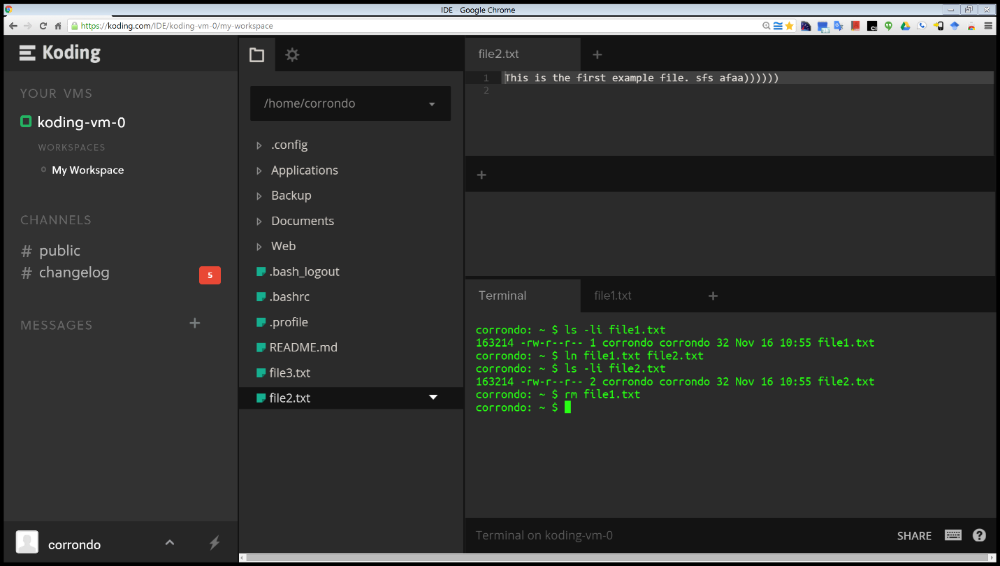 IDE - Google Chrome
https://koding.com/IDE/koding-vm-0/my-workspace
Koding
YOUR VMS
koding-vm-0
WORKSPACES
My Workspace
CHANNELS
# public
# changelog
5
MESSAGES
+
corrondo
/home/corrondo
.config
Applications
Backup
Documents
Web
.bash_logout
.bashrc
.profile
README.md
file3.txt
file2.txt
file2.txt +
1 This is the first example file. sfs afaa))))))
2
+
Terminal file1.txt +
corrondo: ~ $ ls -li file1.txt
163214 -rw-r--r-- 1 corrondo corrondo 32 Nov 16 10:55 file1.txt
corrondo: ~ $ ln file1.txt file2.txt
corrondo: ~ $ ls -li file2.txt
163214 -rw-r--r-- 2 corrondo corrondo 32 Nov 16 10:55 file2.txt
corrondo: ~ $ rm file1.txt
corrondo: ~ $
Terminal on koding-vm-0
SHARE
?